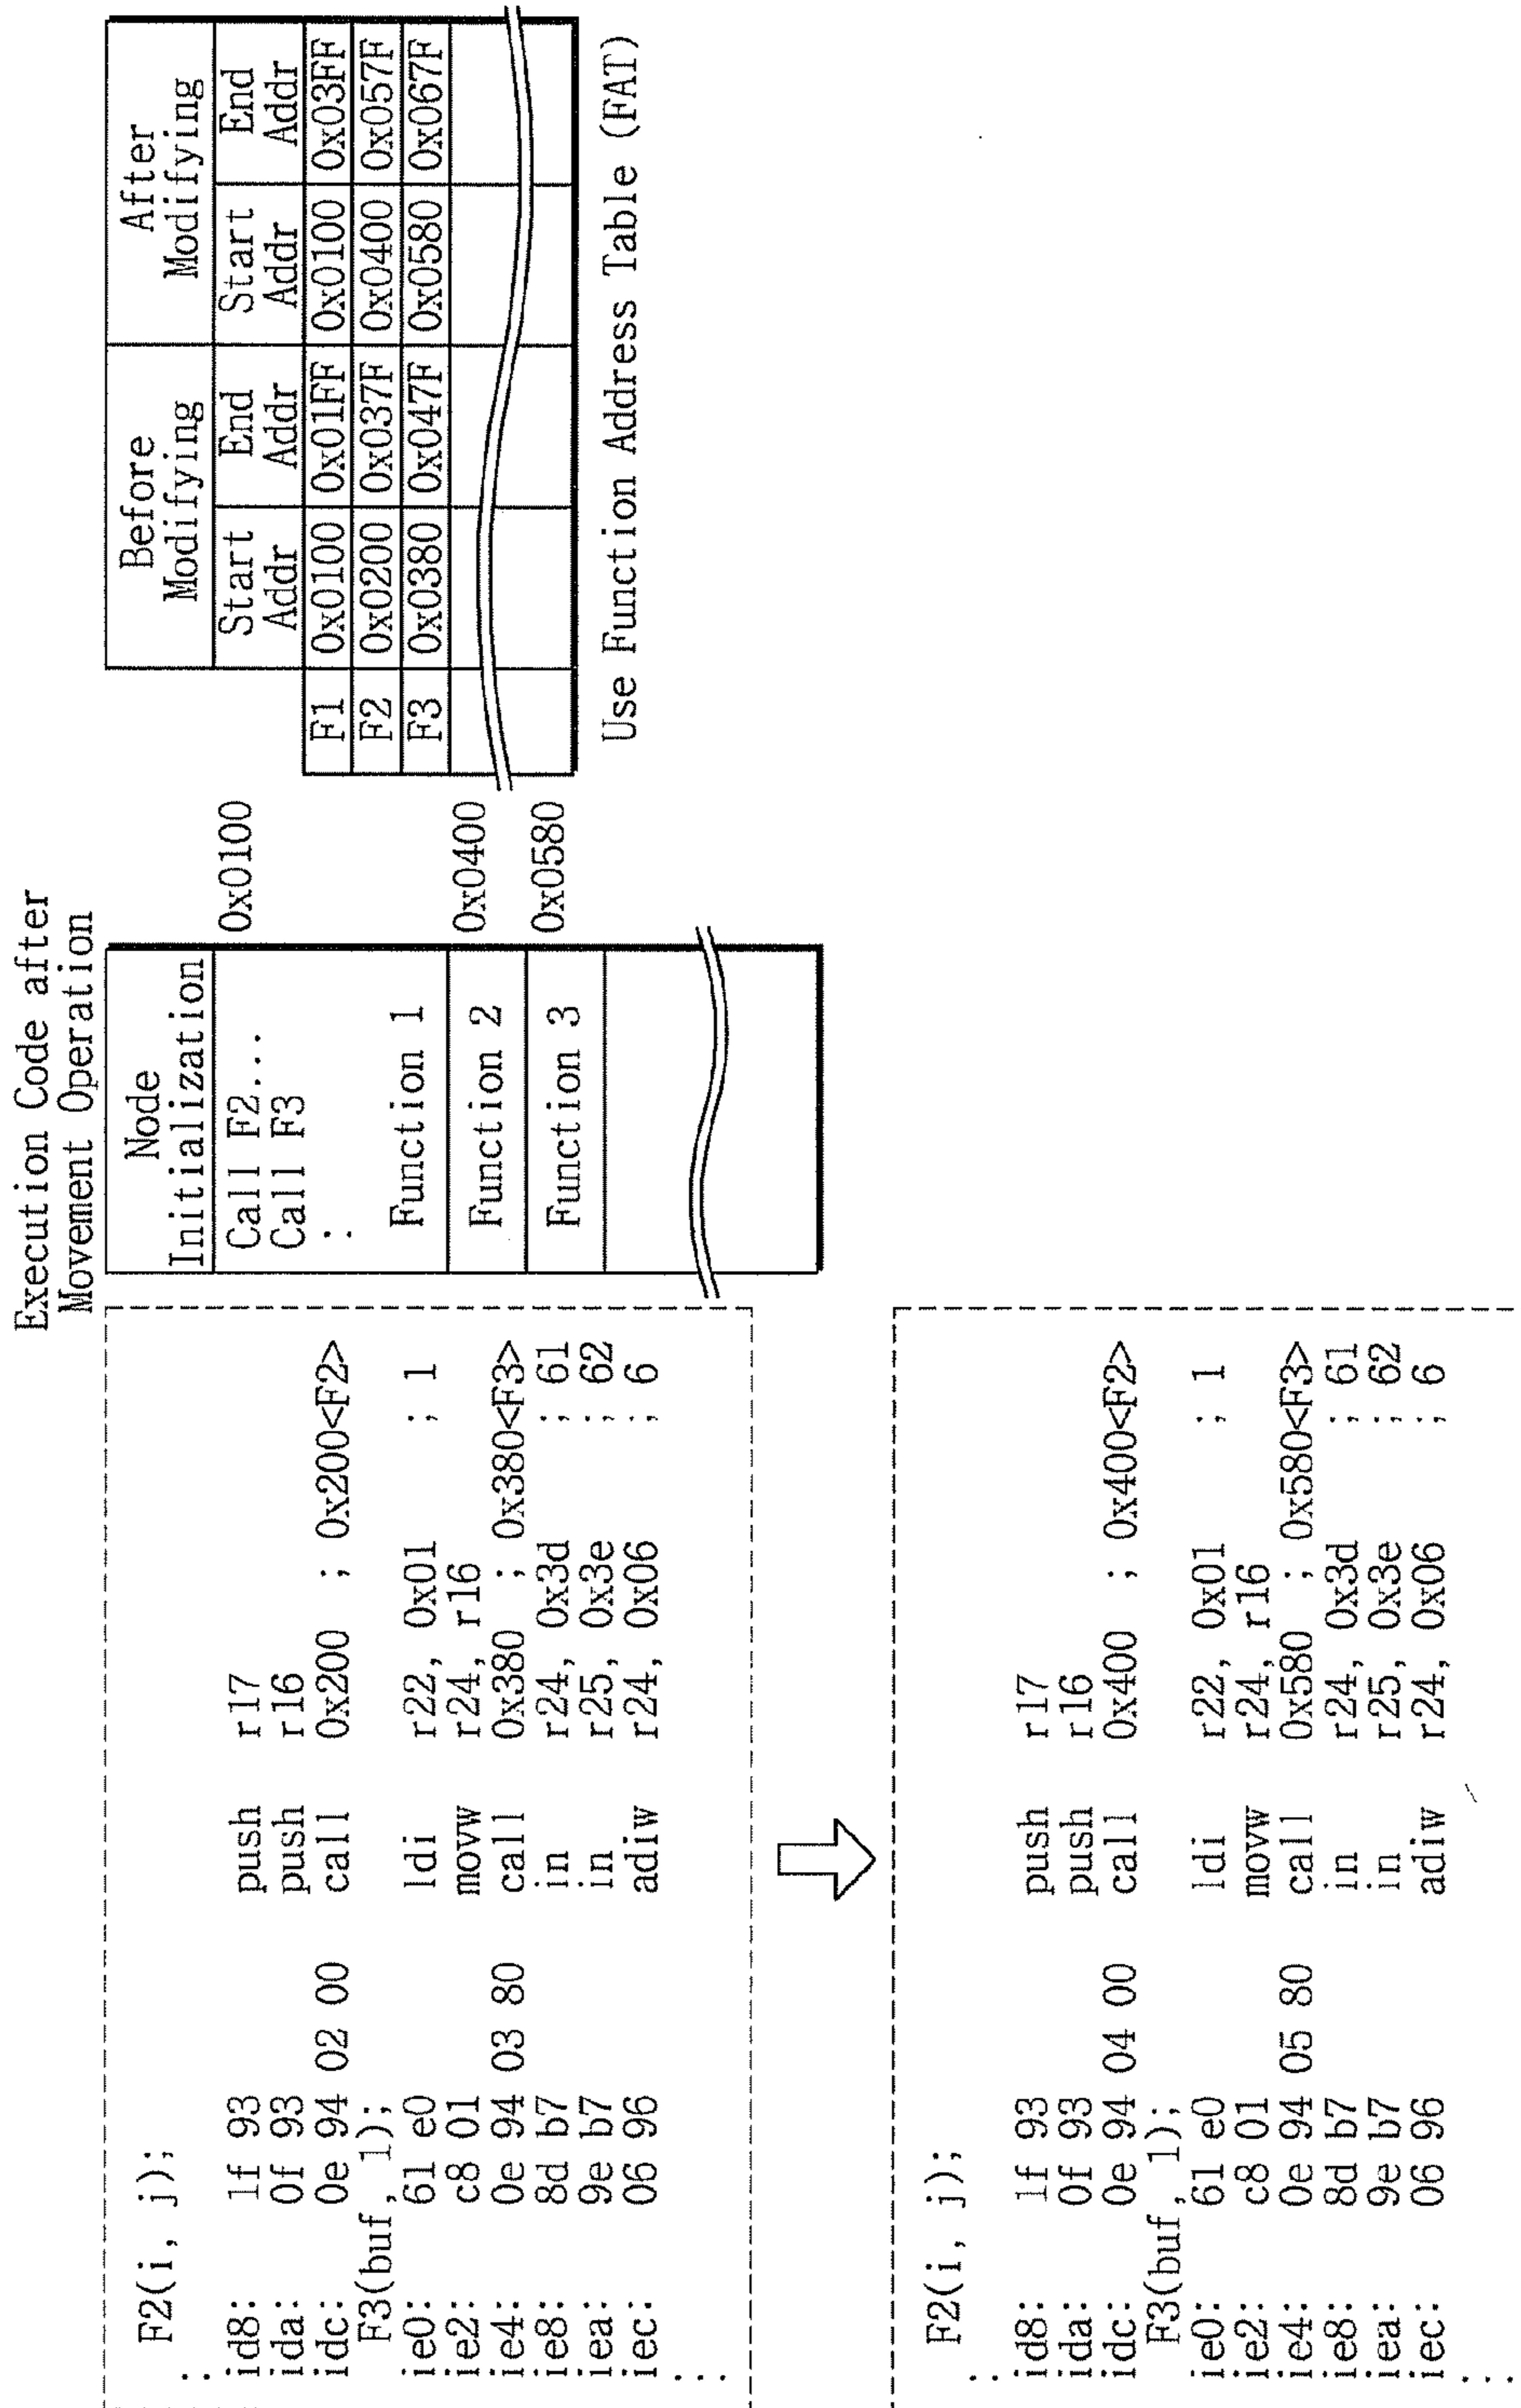 Execution Code after
Movement Operation
F2(i, j);
:
id8: 1f 93 push r17
ida: 0f 93 push r16
idc: 0e 94 02 00 call 0x200 ; 0x200<F2>
F3(buf, 1);
ie0: 61 e0 ldi r22, 0x01 ; 1
ie2: c8 01 movw r24, r16
ie4: 0e 94 03 80 call 0x380 ; 0x380<F3>
ie8: 8d b7 in r24, 0x3d ; 61
iea: 9e b7 in r25, 0x3e ; 62
iec: 06 96 adiw r24, 0x06 ; 6
...
F2(i, j);
:
id8: 1f 93 push r17
ida: 0f 93 push r16
idc: 0e 94 04 00 call 0x400 ; 0x400<F2>
F3(buf, 1);
ie0: 61 e0 ldi r22, 0x01 ; 1
ie2: c8 01 movw r24, r16
ie4: 0e 94 05 80 call 0x580 ; 0x580<F3>
ie8: 8d b7 in r24, 0x3d ; 61
iea: 9e b7 in r25, 0x3e ; 62
iec: 06 96 adiw r24, 0x06 ; 6
...
Node
Initialization
Call F2... 0x0100
Call F3
:
Function 1
Function 2 0x0400
Function 3 0x0580
Before After
Modifying Modifying
Start End Start End
Addr Addr Addr Addr
F1 0x0100 0x01FF 0x0100 0x03FF
F2 0x0200 0x037F 0x0400 0x057F
F3 0x0380 0x047F 0x0580 0x067F
Use Function Address Table (FAT)